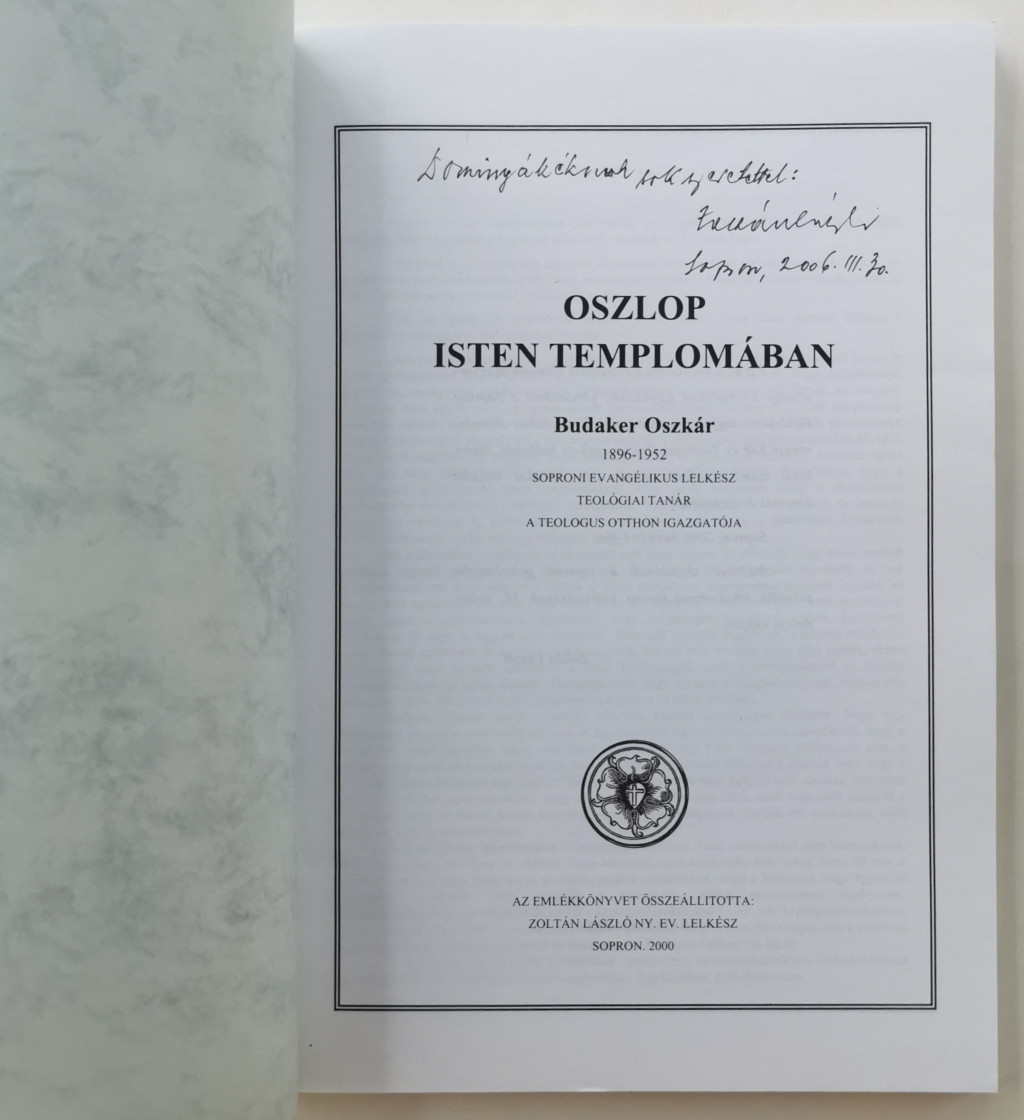 Dominyákéknak sok szeretettel:
Sopron, 2006. III. 30.
OSZLOP
ISTEN TEMPLOMÁBAN
Budaker Oszkár
1896-1952
SOPRONI EVANGÉLIKUS LELKÉSZ
TEOLÓGIAI TANÁR
A TEOLOGUS OTTHON IGAZGATÓJA
AZ EMLÉKKÖNYVET ÖSSZEÁLLITOTTA:
ZOLTÁN LÁSZLÓ NY. EV. LELKÉSZ
SOPRON. 2000